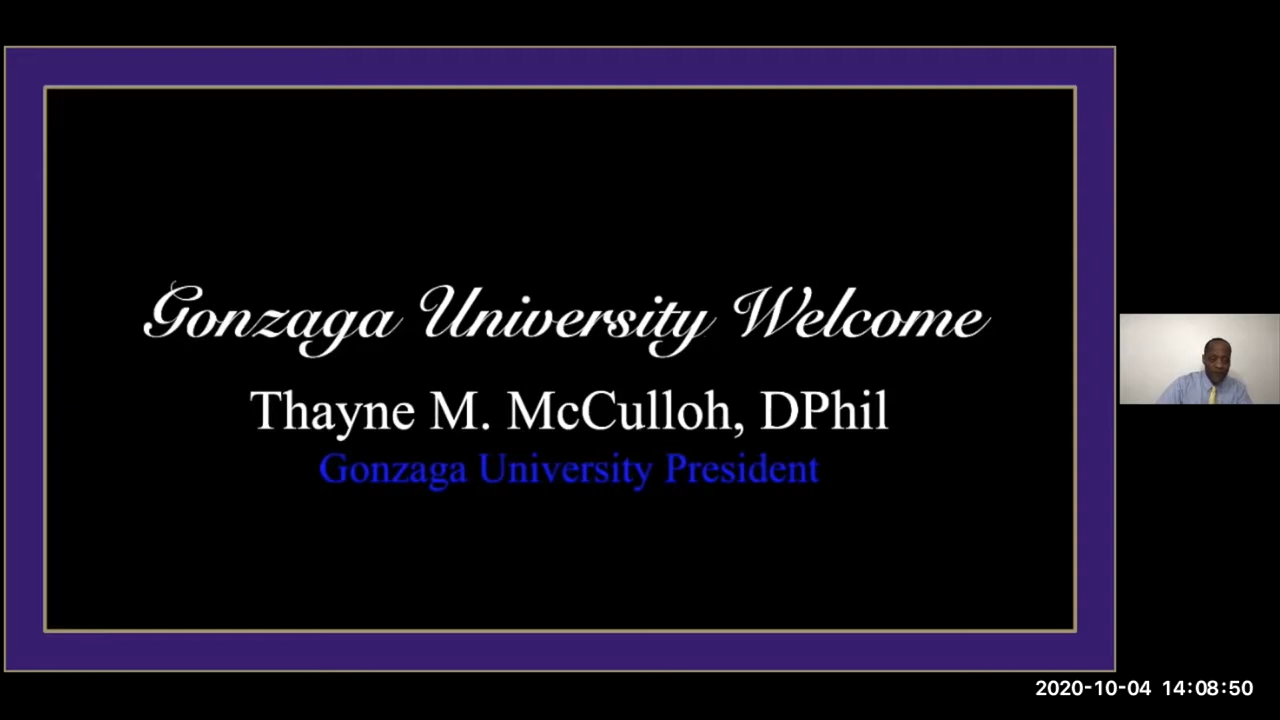 Gonzaga University Welcome
Thayne M. McCulloh, DPhil
Gonzaga University President
2020-10-04 14:08:50